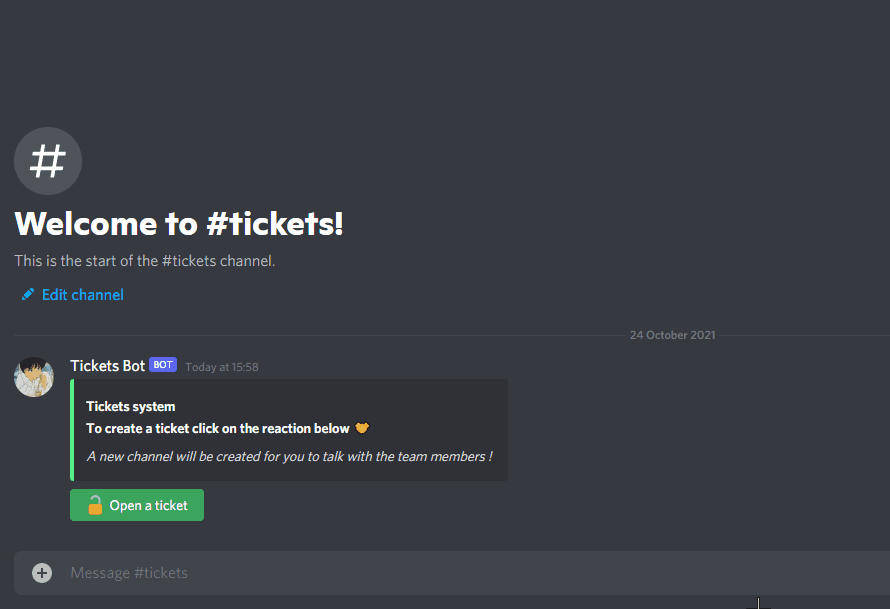 Welcome to #tickets!
This is the start of the #tickets channel.
Edit channel
24 October 2021
Tickets Bot BOT Today at 15:58
Tickets system
To create a ticket click on the reaction below
A new channel will be created for you to talk with the team members !
Open a ticket
Message #tickets